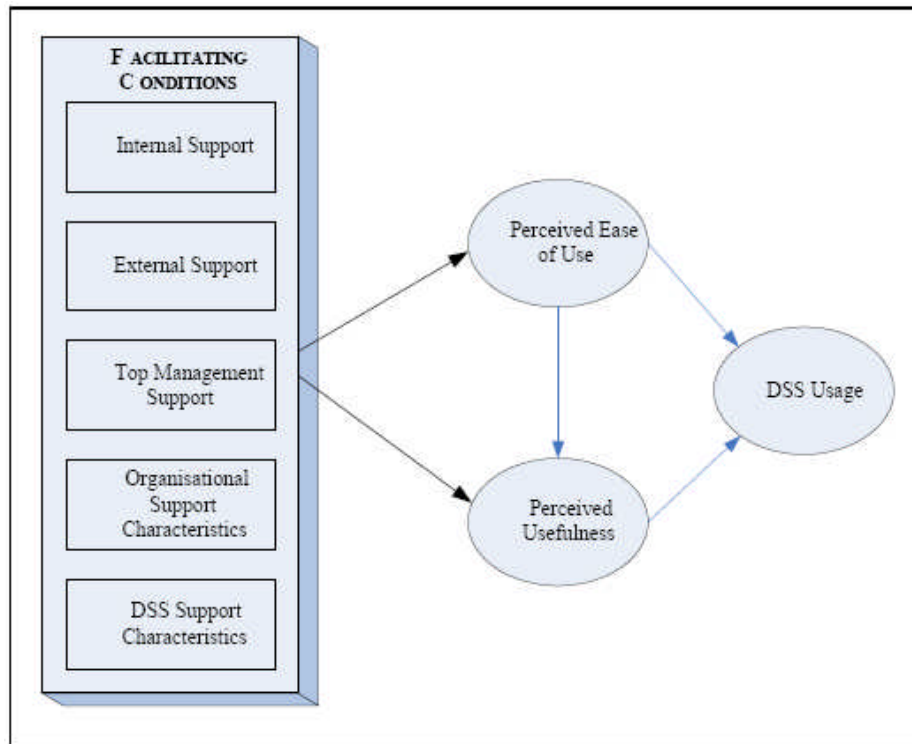 F ACILITATING
C ONDITIONS
Internal Support
External Support
Top Management
Support
Organisational
Support
Characteristics
DSS Support
Characteristics
Perceived Ease
of Use
Perceived
Usefulness
DSS Usage